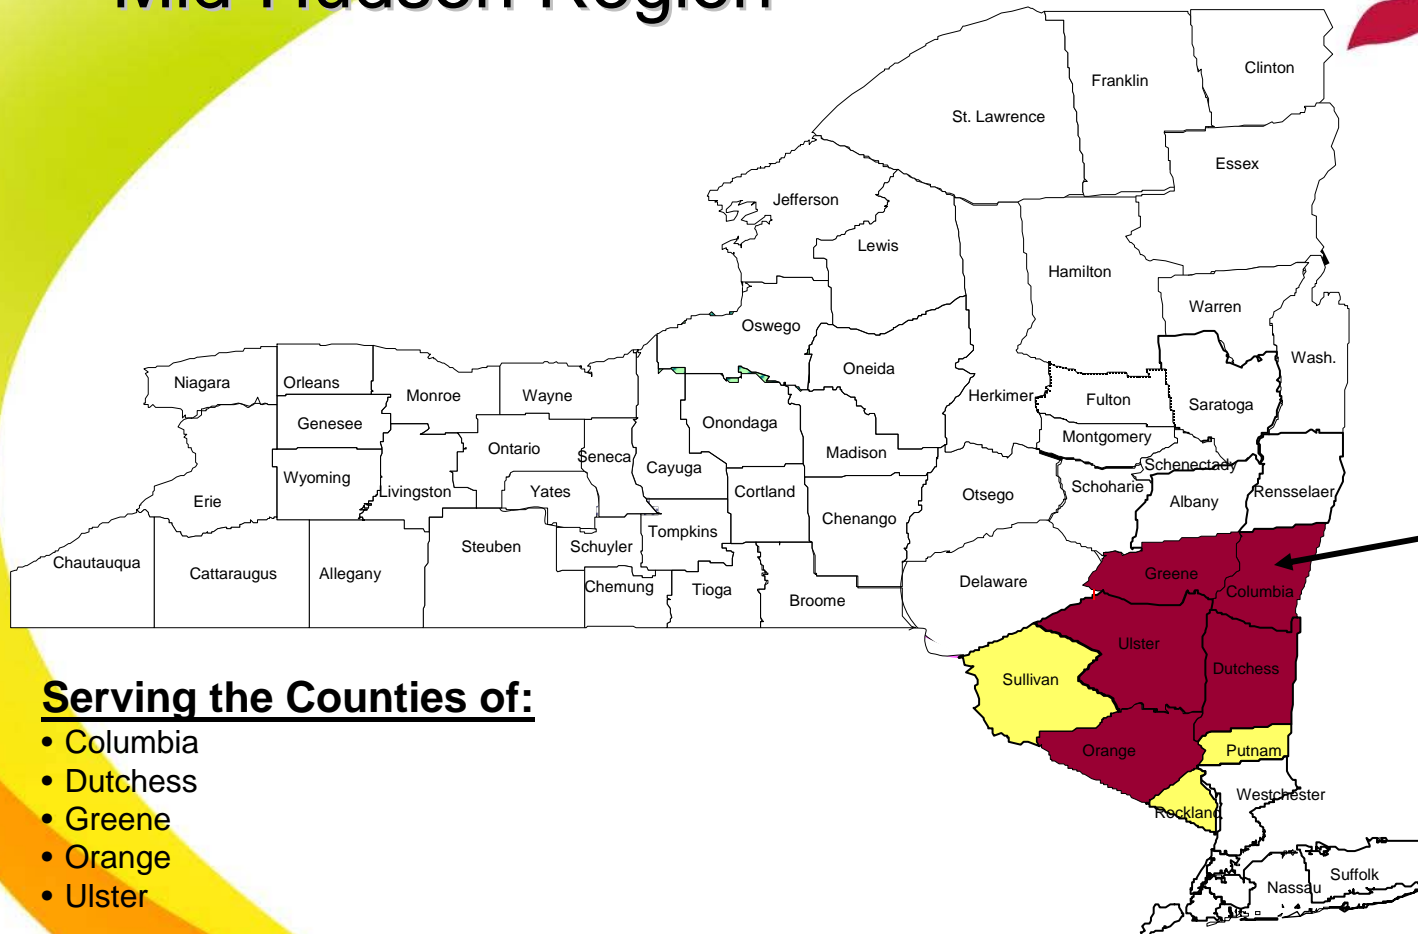 Mid-Hudson Region
Clinton
Franklin
St. Lawrence
Essex
Jefferson
Lewis
Hamilton
Warren
Oswego
Wash.
Oneida
Niagara
Orleans
Monroe
Wayne
Herkimer
Fulton
Saratoga
Genesee
Onondaga
Montgomery
Ontario
Seneca
Madison
Cayuga
Schenectady
Wyoming
Livingston
Yates
Cortland
Otsego
Schoharie
Albany
Rensselaer
Erie
Chenango
Tompkins
Steuben
Schuyler
Chautauqua
Cattaraugus
Allegany
Chemung
Tioga
Broome
Delaware
Greene
Columbia
Ulster
Dutchess
Sullivan
Orange
Putnam
Westchester
Rockland
Suffolk
Nassau
Serving the Counties of:
• Columbia
• Dutchess
• Greene
• Orange
• Ulster